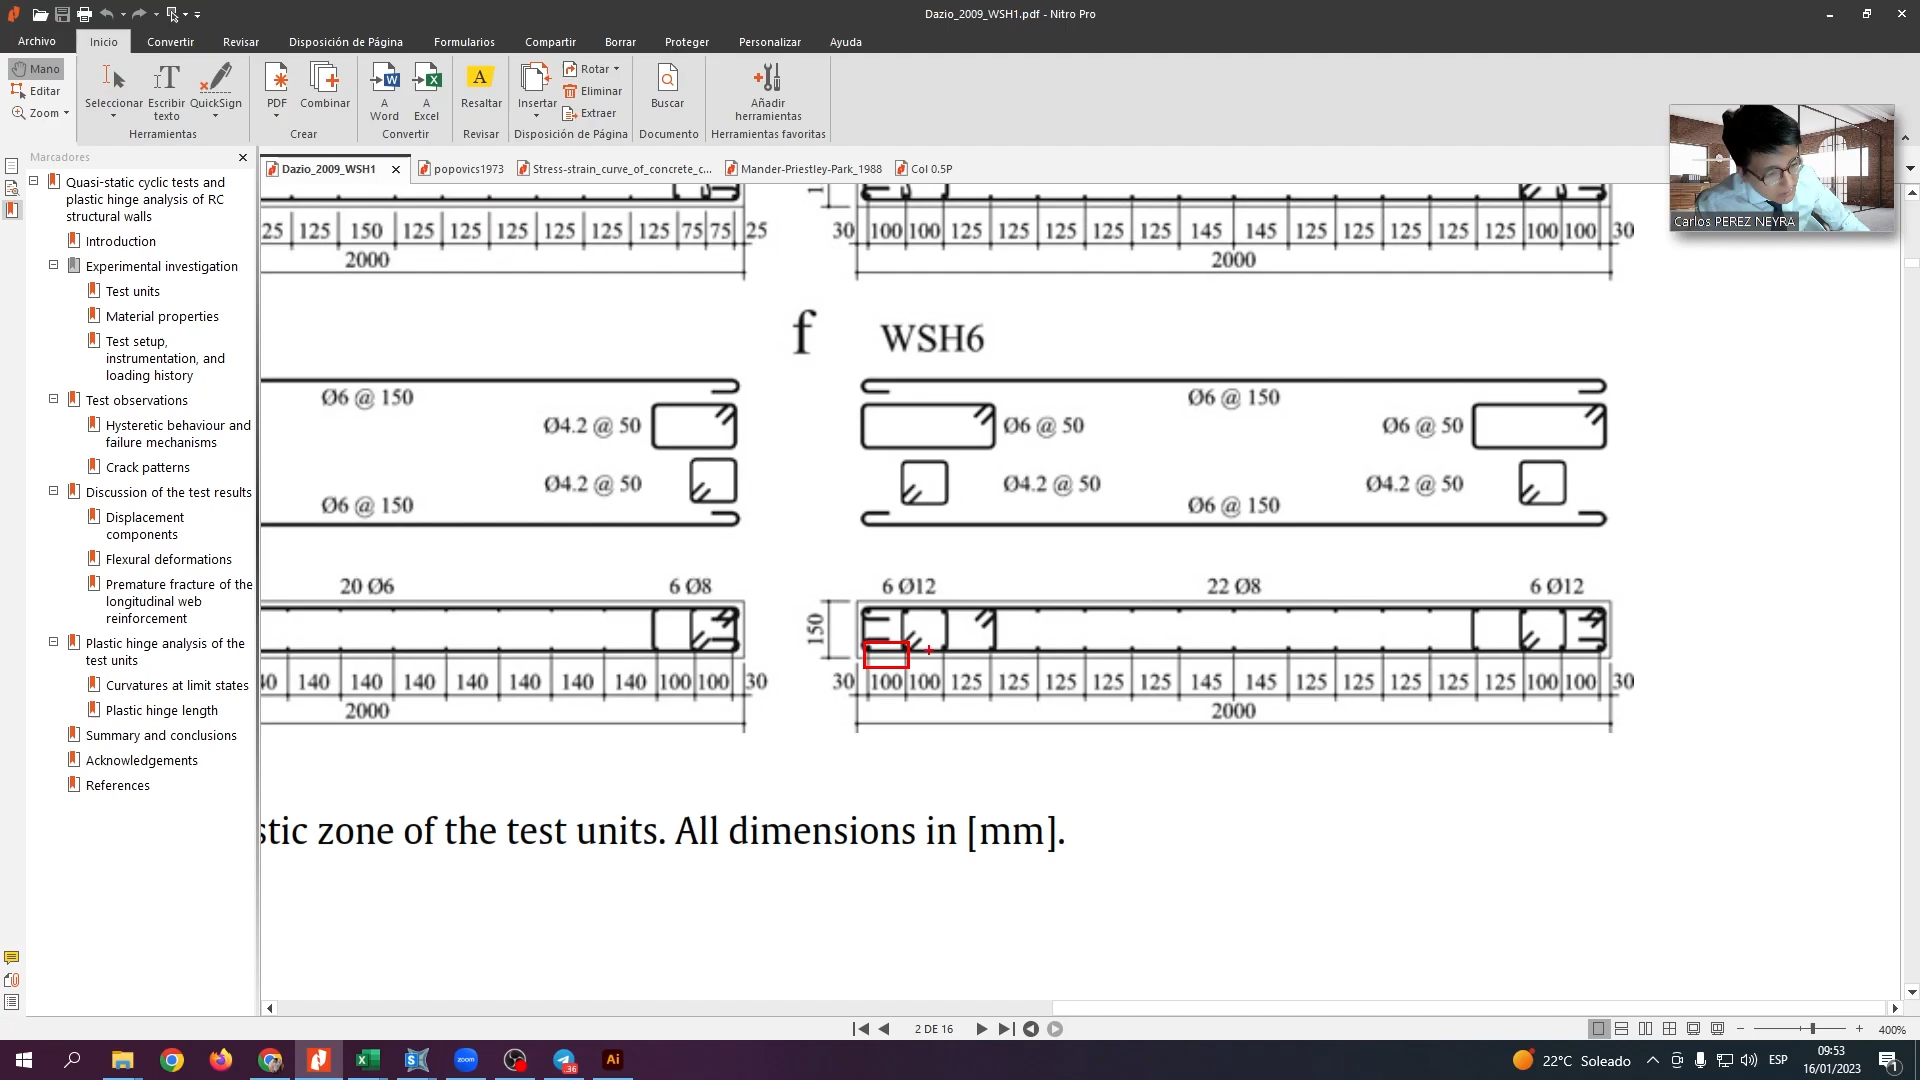 Dazio_2009_WSH1.pdf - Nitro Pro
Archivo Inicio Convertir Revisar Disposición de Página Formularios Compartir Borrar Proteger Personalizar Ayuda
Mano
Editar
Zoom
Seleccionar
Escribir texto
QuickSign
Herramientas
PDF
Combinar
Crear
A Word
A Excel
Convertir
Resaltar
Revisar
Insertar
Rotar
Eliminar
Extraer
Disposición de Página
Buscar
Documento
Añadir herramientas
Herramientas favoritas
Carlos PEREZ NEYRA
Marcadores
Dazio_2009_WSH1 popovics1973 Stress-strain_curve_of_concrete_c... Mander-Priestley-Park_1988 Col 0.5P
Quasi-static cyclic tests and
plastic hinge analysis of RC
structural walls
Introduction
Experimental investigation
Test units
Material properties
Test setup,
instrumentation, and
loading history
Test observations
Hysteretic behaviour and
failure mechanisms
Crack patterns
Discussion of the test results
Displacement
components
Flexural deformations
Premature fracture of the
longitudinal web
reinforcement
Plastic hinge analysis of the
test units
Curvatures at limit states
Plastic hinge length
Summary and conclusions
Acknowledgements
References
25 125 150 125 125 125 125 125 125 75 75 25
2000
30 100 100 125 125 125 125 125 145 145 125 125 125 125 125 100 100 30
2000
f WSH6
Ø6 @ 150
Ø4.2 @ 50
Ø4.2 @ 50
Ø6 @ 150
Ø6 @ 150
Ø6 @ 50
Ø6 @ 50
Ø4.2 @ 50
Ø4.2 @ 50
Ø6 @ 150
20 Ø6 6 Ø8
6 Ø12 22 Ø8 6 Ø12
150
140 140 140 140 140 140 140 100 100 30
2000
30 100 100 125 125 125 125 125 145 145 125 125 125 125 125 100 100 30
2000
stic zone of the test units. All dimensions in [mm].
2 DE 16
400%
zoom
36
Ai
22°C Soleado
ESP
09:53
16/01/2023
1